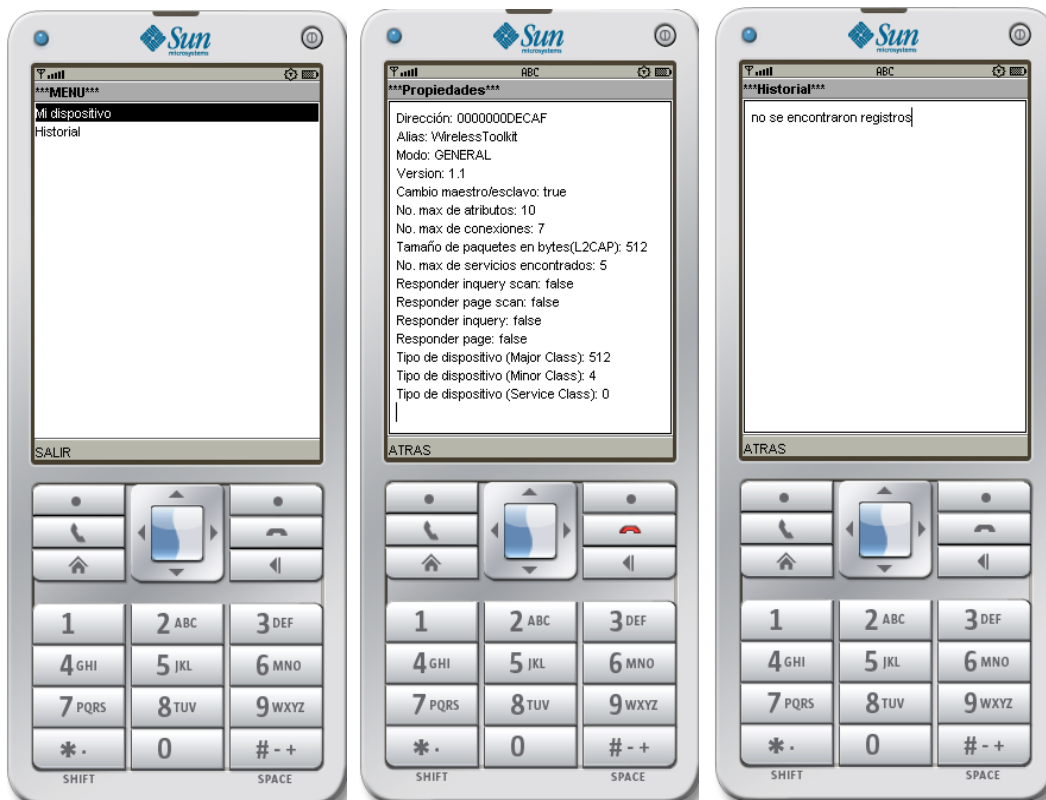 Sun
microsystems
***MENU***
Mi dispositivo
Historial
SALIR
1
2 ABC
3 DEF
4 GHI
5 JKL
6 MNO
7 PQRS
8 TUV
9 WXYZ
* .
0
# - +
SHIFT
SPACE
Sun
microsystems
ABC
***Propiedades***
Dirección: 0000000DECAF
Alias: WirelessToolkit
Modo: GENERAL
Version: 1.1
Cambio maestro/esclavo: true
No. max de atributos: 10
No. max de conexiones: 7
Tamaño de paquetes en bytes(L2CAP): 512
No. max de servicios encontrados: 5
Responder inquery scan: false
Responder page scan: false
Responder inquery: false
Responder page: false
Tipo de dispositivo (Major Class): 512
Tipo de dispositivo (Minor Class): 4
Tipo de dispositivo (Service Class): 0
ATRAS
1
2 ABC
3 DEF
4 GHI
5 JKL
6 MNO
7 PQRS
8 TUV
9 WXYZ
* .
0
# - +
SHIFT
SPACE
Sun
microsystems
ABC
***Historial***
no se encontraron registros
ATRAS
1
2 ABC
3 DEF
4 GHI
5 JKL
6 MNO
7 PQRS
8 TUV
9 WXYZ
* .
0
# - +
SHIFT
SPACE